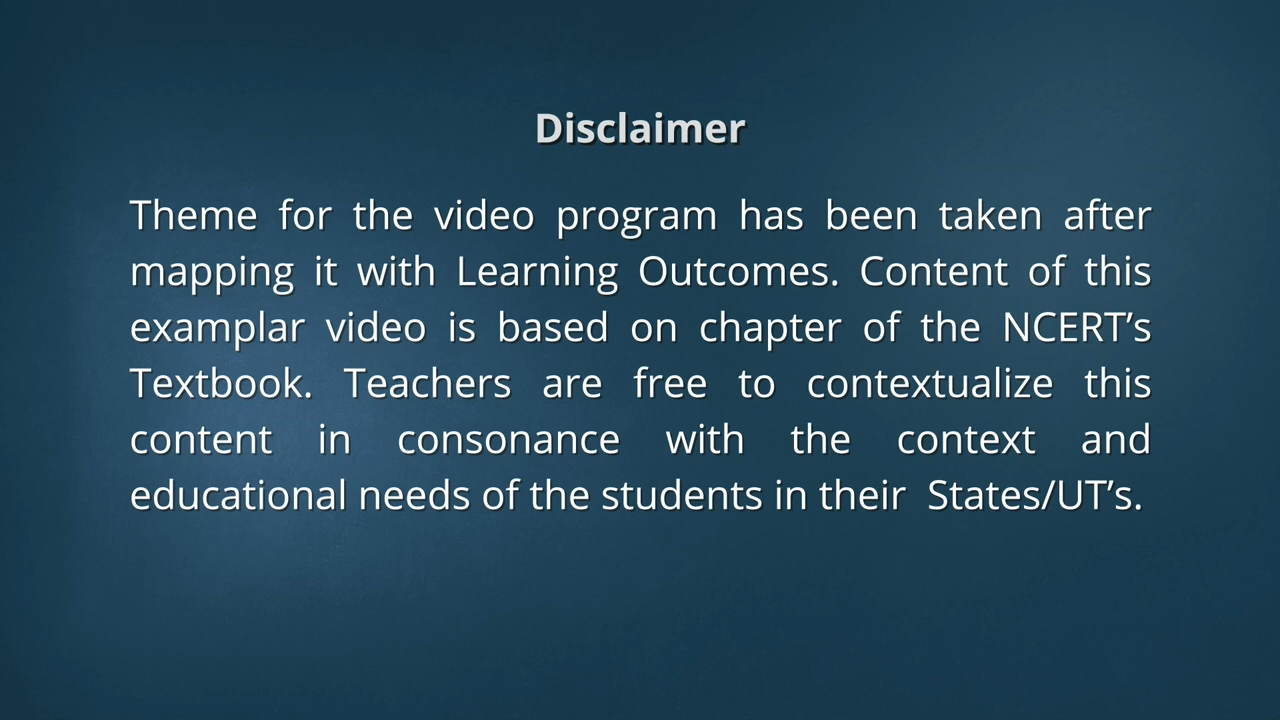 Disclaimer
Theme for the video program has been taken after
mapping it with Learning Outcomes. Content of this
examplar video is based on chapter of the NCERT’s
Textbook. Teachers are free to contextualize this
content in consonance with the context and
educational needs of the students in their  States/UT’s.